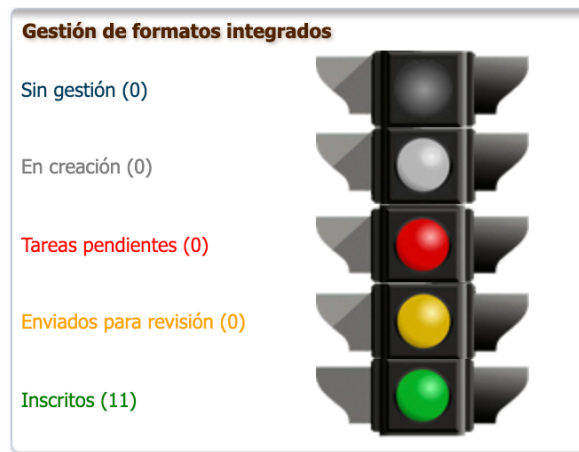 Gestión de formatos integrados
Sin gestión (0)
En creación (0)
Tareas pendientes (0)
Enviados para revisión (0)
Inscritos (11)